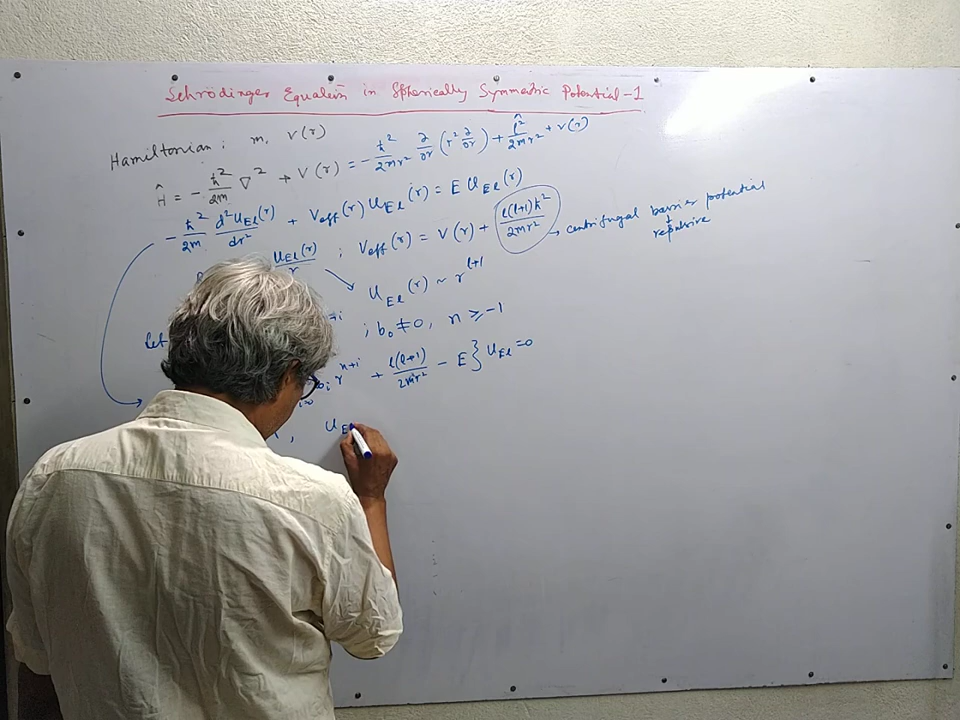 Schrödinger Equation in Spherically Symmetric Potential-1
Hamiltonian: m, V(r)
Ĥ = -ħ²/2m ∇² + V(r) = -ħ²/2mr² ∂/∂r (r² ∂/∂r) + l̂²/2mr² + V(r)
-ħ²/2m d²U_El(r)/dr² + V_eff(r) U_El(r) = E U_El(r)
U_El(r)/r ; V_eff(r) = V(r) + l(l+1)ħ²/2mr² → centrifugal barrier potential
repulsive
U_El(r) ~ r^(l+1)
let +i ; b₀ ≠ 0, n ≥ -1
b_i r^(n+i) + l(l+1)/2mr² - E} U_El = 0
, U_E